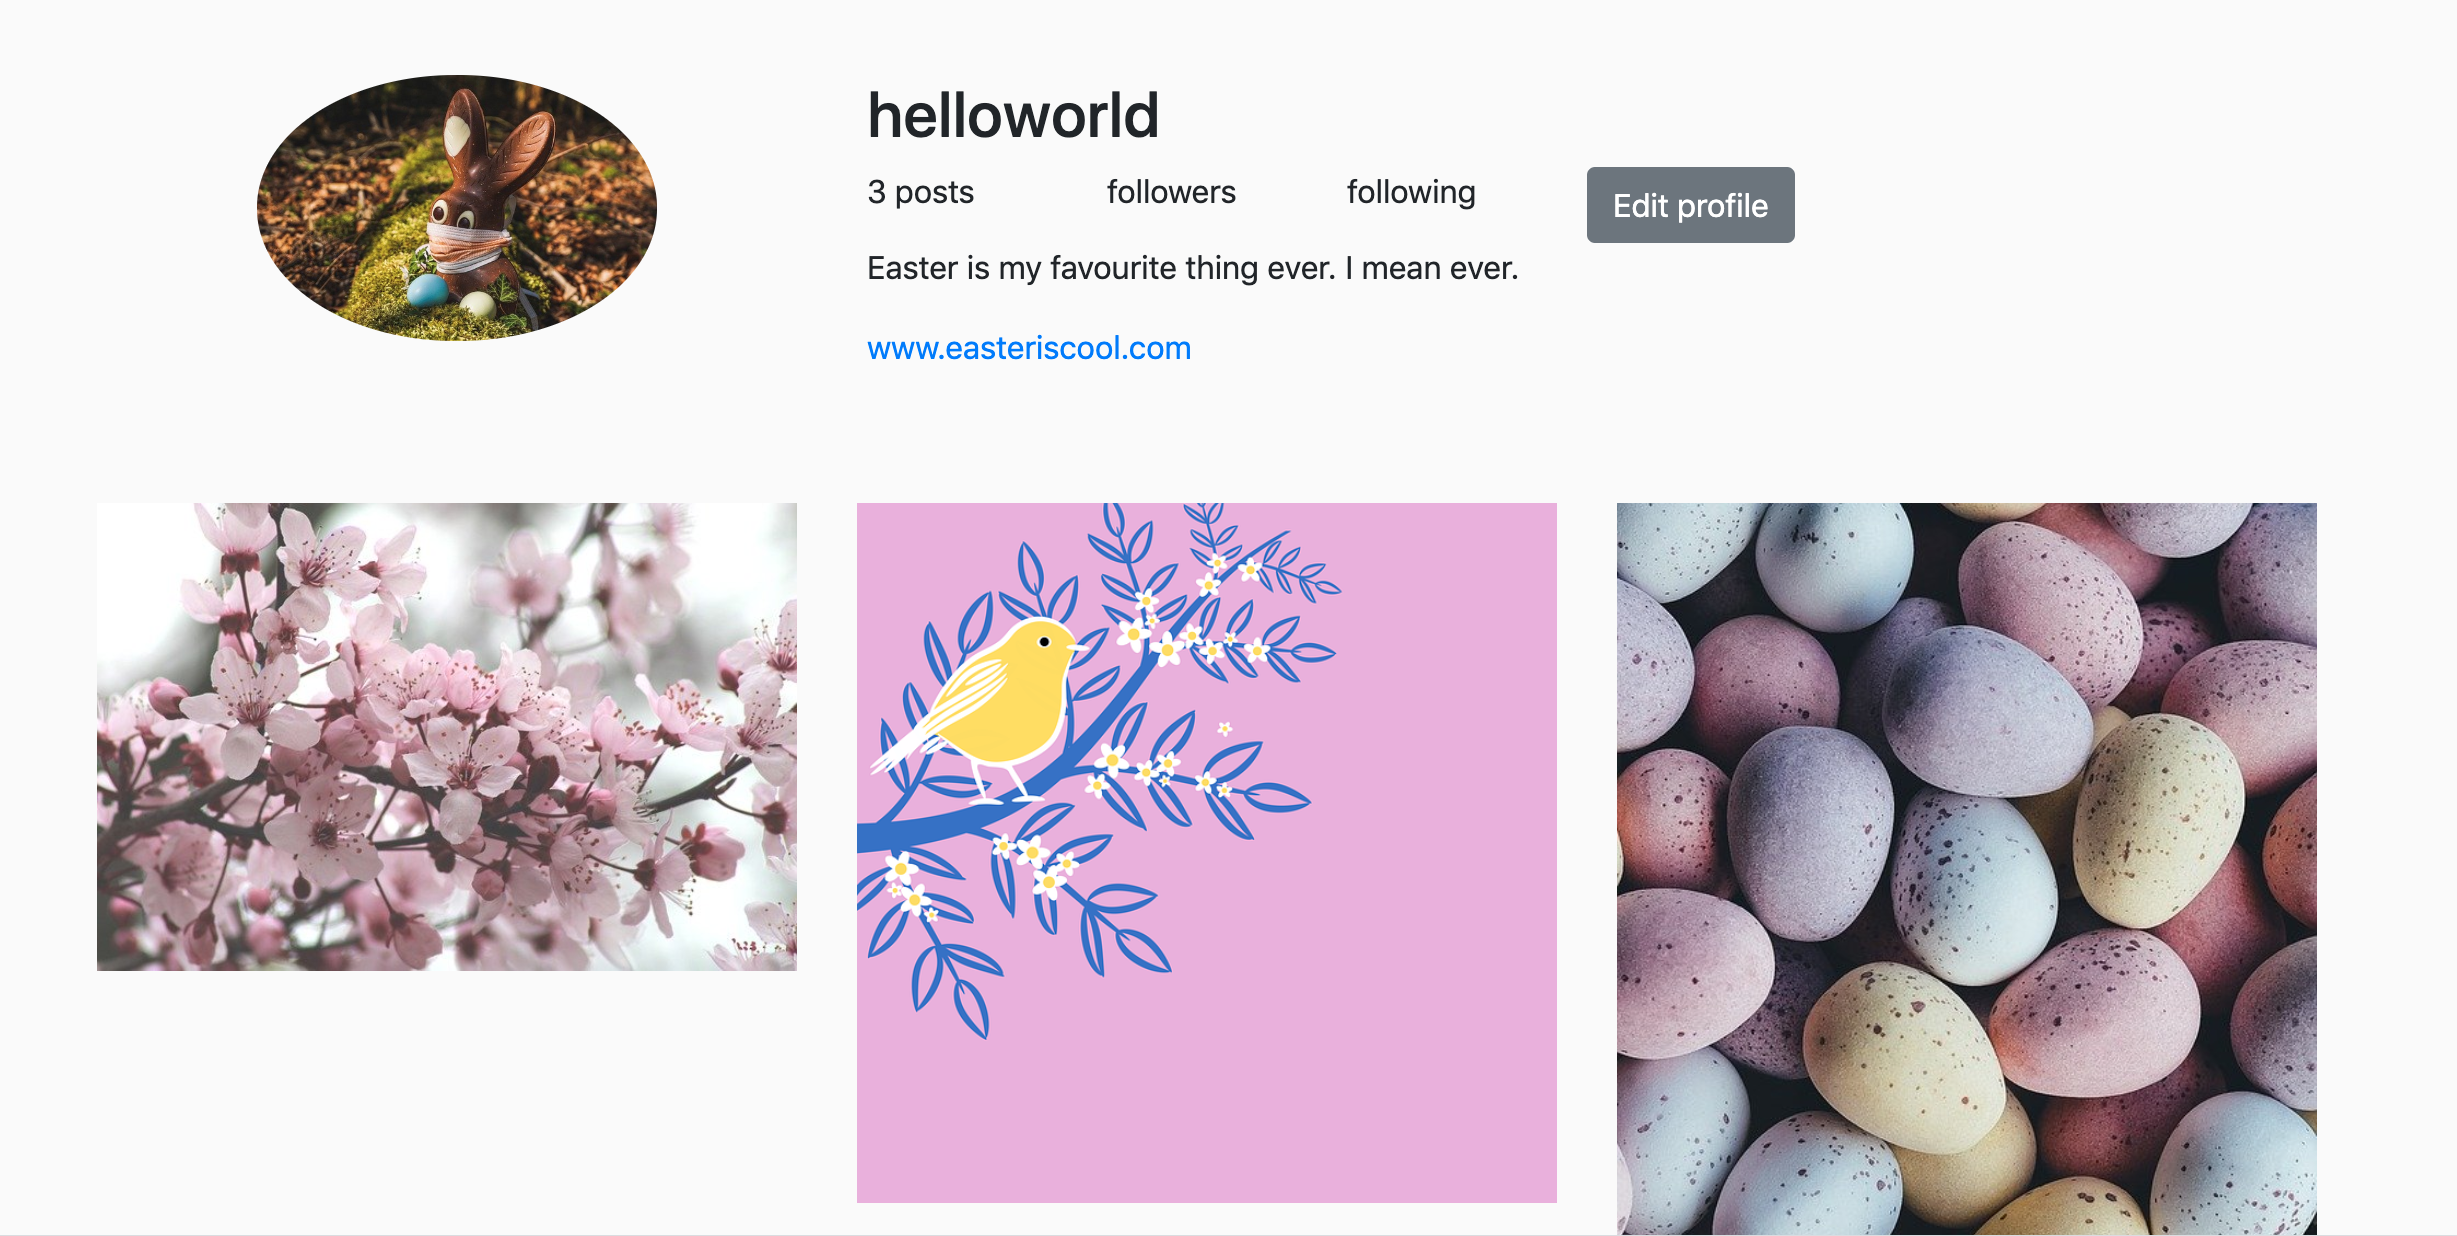 helloworld
3 posts followers following Edit profile
Easter is my favourite thing ever. I mean ever.
www.easteriscool.com